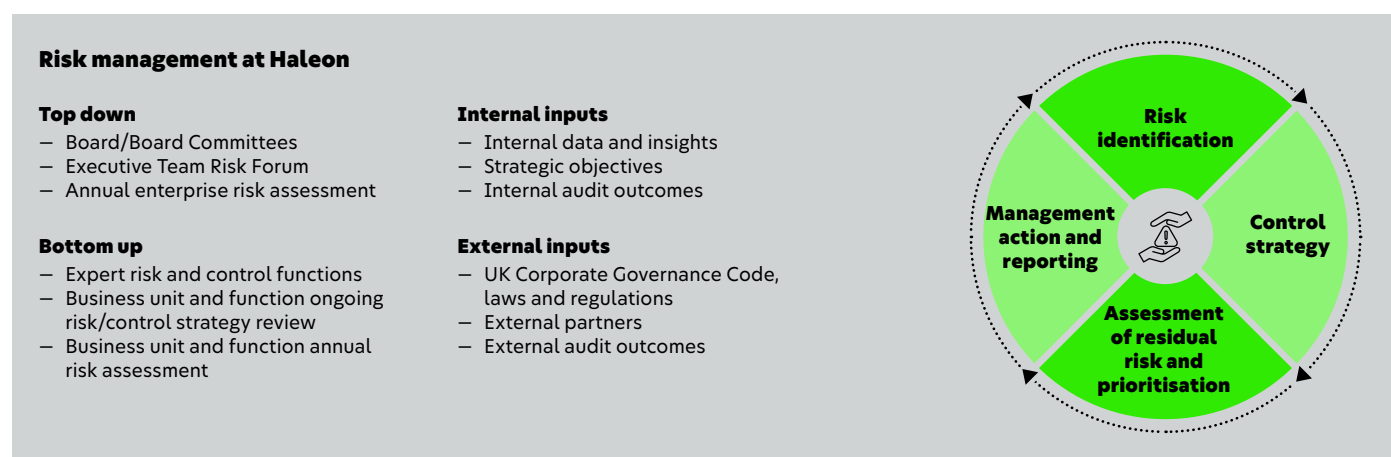 Risk management at Haleon
Top down
— Board/Board Committees
— Executive Team Risk Forum
— Annual enterprise risk assessment
Bottom up
— Expert risk and control functions
— Business unit and function ongoing
risk/control strategy review
— Business unit and function annual
risk assessment
Internal inputs
— Internal data and insights
— Strategic objectives
— Internal audit outcomes
External inputs
— UK Corporate Governance Code,
laws and regulations
— External partners
— External audit outcomes
Risk
identification
Control
strategy
Assessment
of residual
risk and
prioritisation
Management
action and
reporting